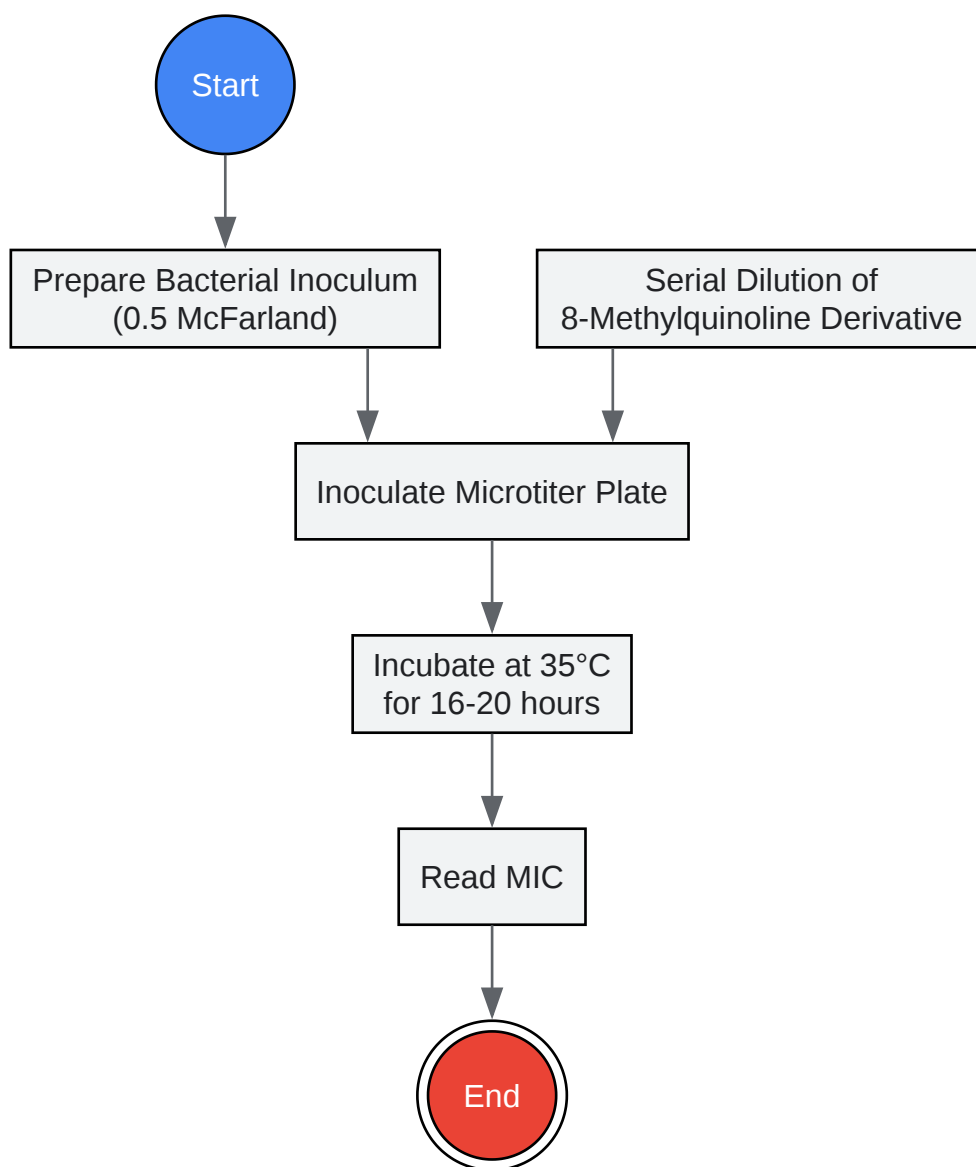 Start
Prepare Bacterial Inoculum
(0.5 McFarland)
Serial Dilution of
8-Methylquinoline Derivative
Inoculate Microtiter Plate
Incubate at 35°C
for 16-20 hours
Read MIC
End